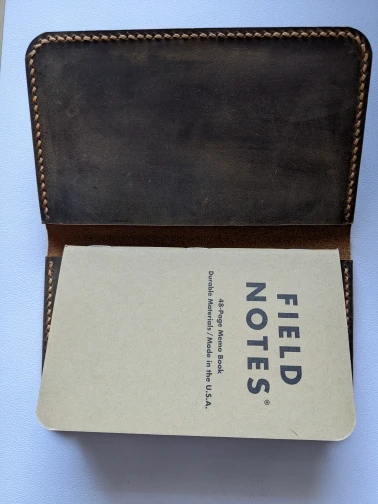 FIELD
NOTES®
48-Page Memo Book
Durable Materials / Made in the U.S.A.